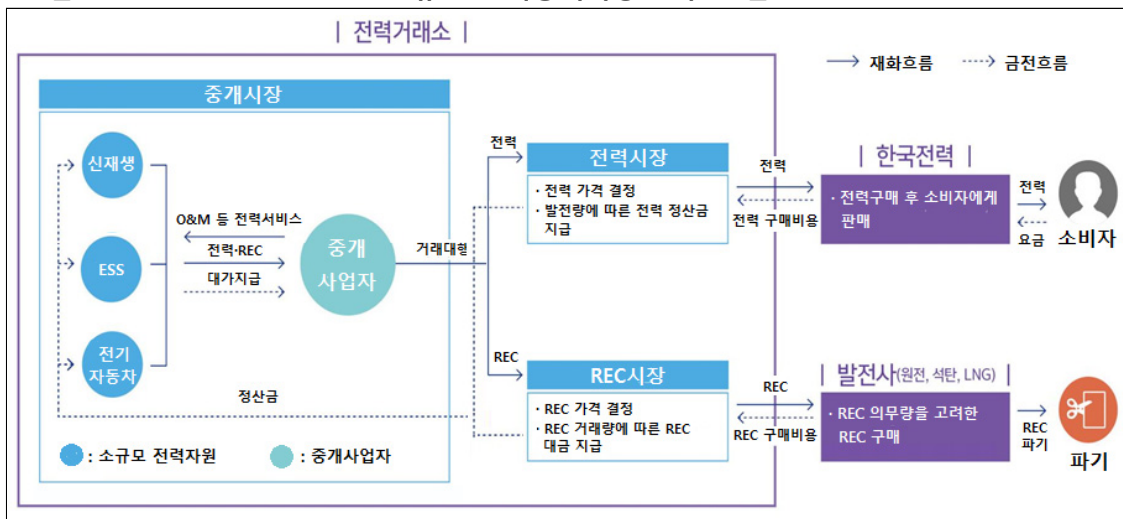 | 전력거래소 |
재화흐름
금전흐름
중개시장
신재생
ESS
전기
자동차
O&M 등 전력서비스
전력·REC
대가지급
중개
사업자
거래대형
정산금
: 소규모 전력자원
: 중개사업자
전력
전력시장
· 전력 가격 결정
· 발전량에 따른 전력 정산금
지급
전력
전력 구매비용
| 한국전력 |
· 전력구매 후 소비자에게
판매
전력
요금
소비자
REC
REC시장
· REC 가격 결정
· REC 거래량에 따른 REC
대금 지급
REC
REC 구매비용
| 발전사(원전, 석탄, LNG) |
· REC 의무량을 고려한
REC 구매
REC
파기
파기